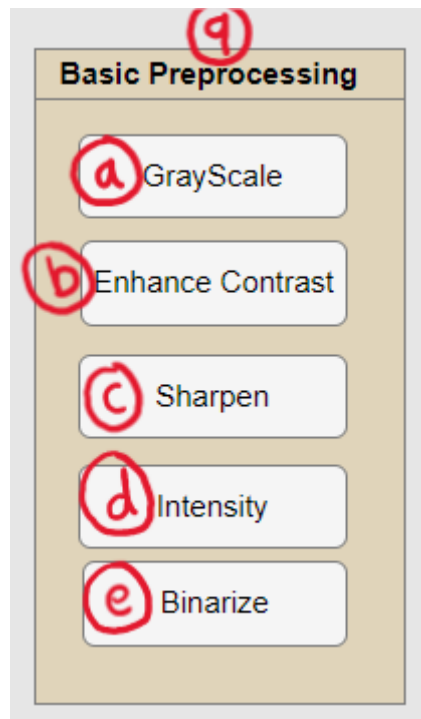 9
Basic Preprocessing
a GrayScale
b Enhance Contrast
c Sharpen
d Intensity
e Binarize